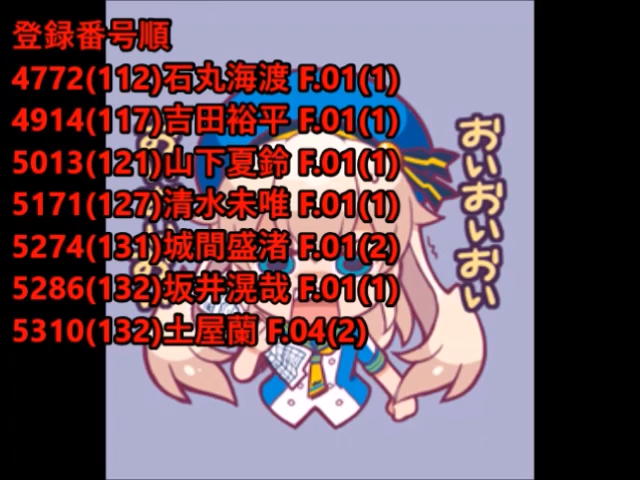 登録番号順
4772(112)石丸海渡 F.01(1)
4914(117)吉田裕平 F.01(1)
5013(121)山下夏鈴 F.01(1)
5171(127)清水未唯 F.01(1)
5274(131)城間盛渚 F.01(2)
5286(132)坂井滉哉 F.01(1)
5310(132)土屋蘭 F.04(2)
おいおいおい